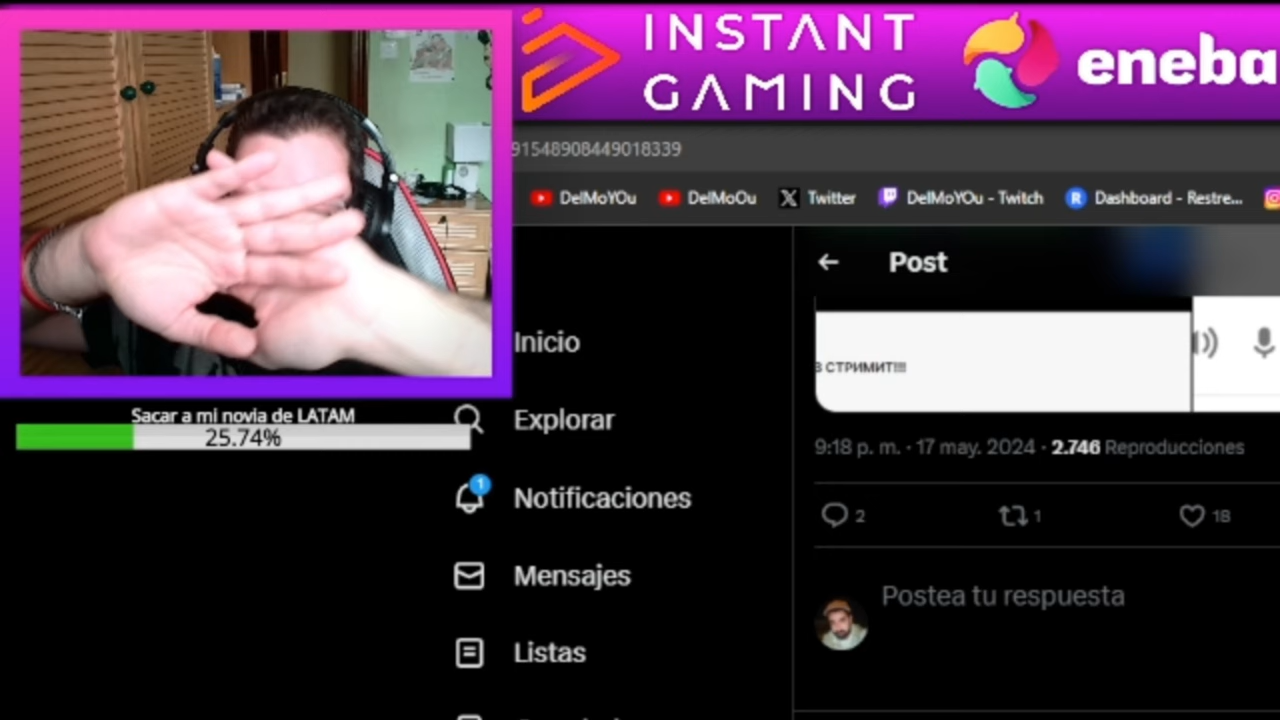 INSTANT
GAMING
eneba
91548908449018339
DelMoYOu
DelMoOu
Twitter
DelMoYOu - Twitch
Dashboard - Restre...
Post
В СТРИМИТ!!!!
Inicio
Sacar a mi novia de LATAM
25.74%
Explorar
9:18 p. m. · 17 may. 2024 · 2.746 Reproducciones
1
Notificaciones
2
1
18
Mensajes
Postea tu respuesta
Listas